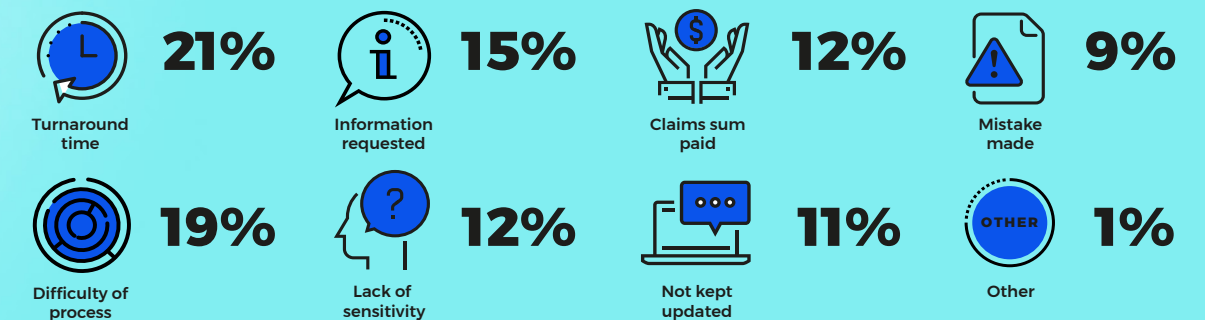 21%
Turnaround
time
15%
Information
requested
12%
Claims sum
paid
9%
Mistake
made
19%
Difficulty of
process
12%
Lack of
sensitivity
11%
Not kept
updated
OTHER
1%
Other